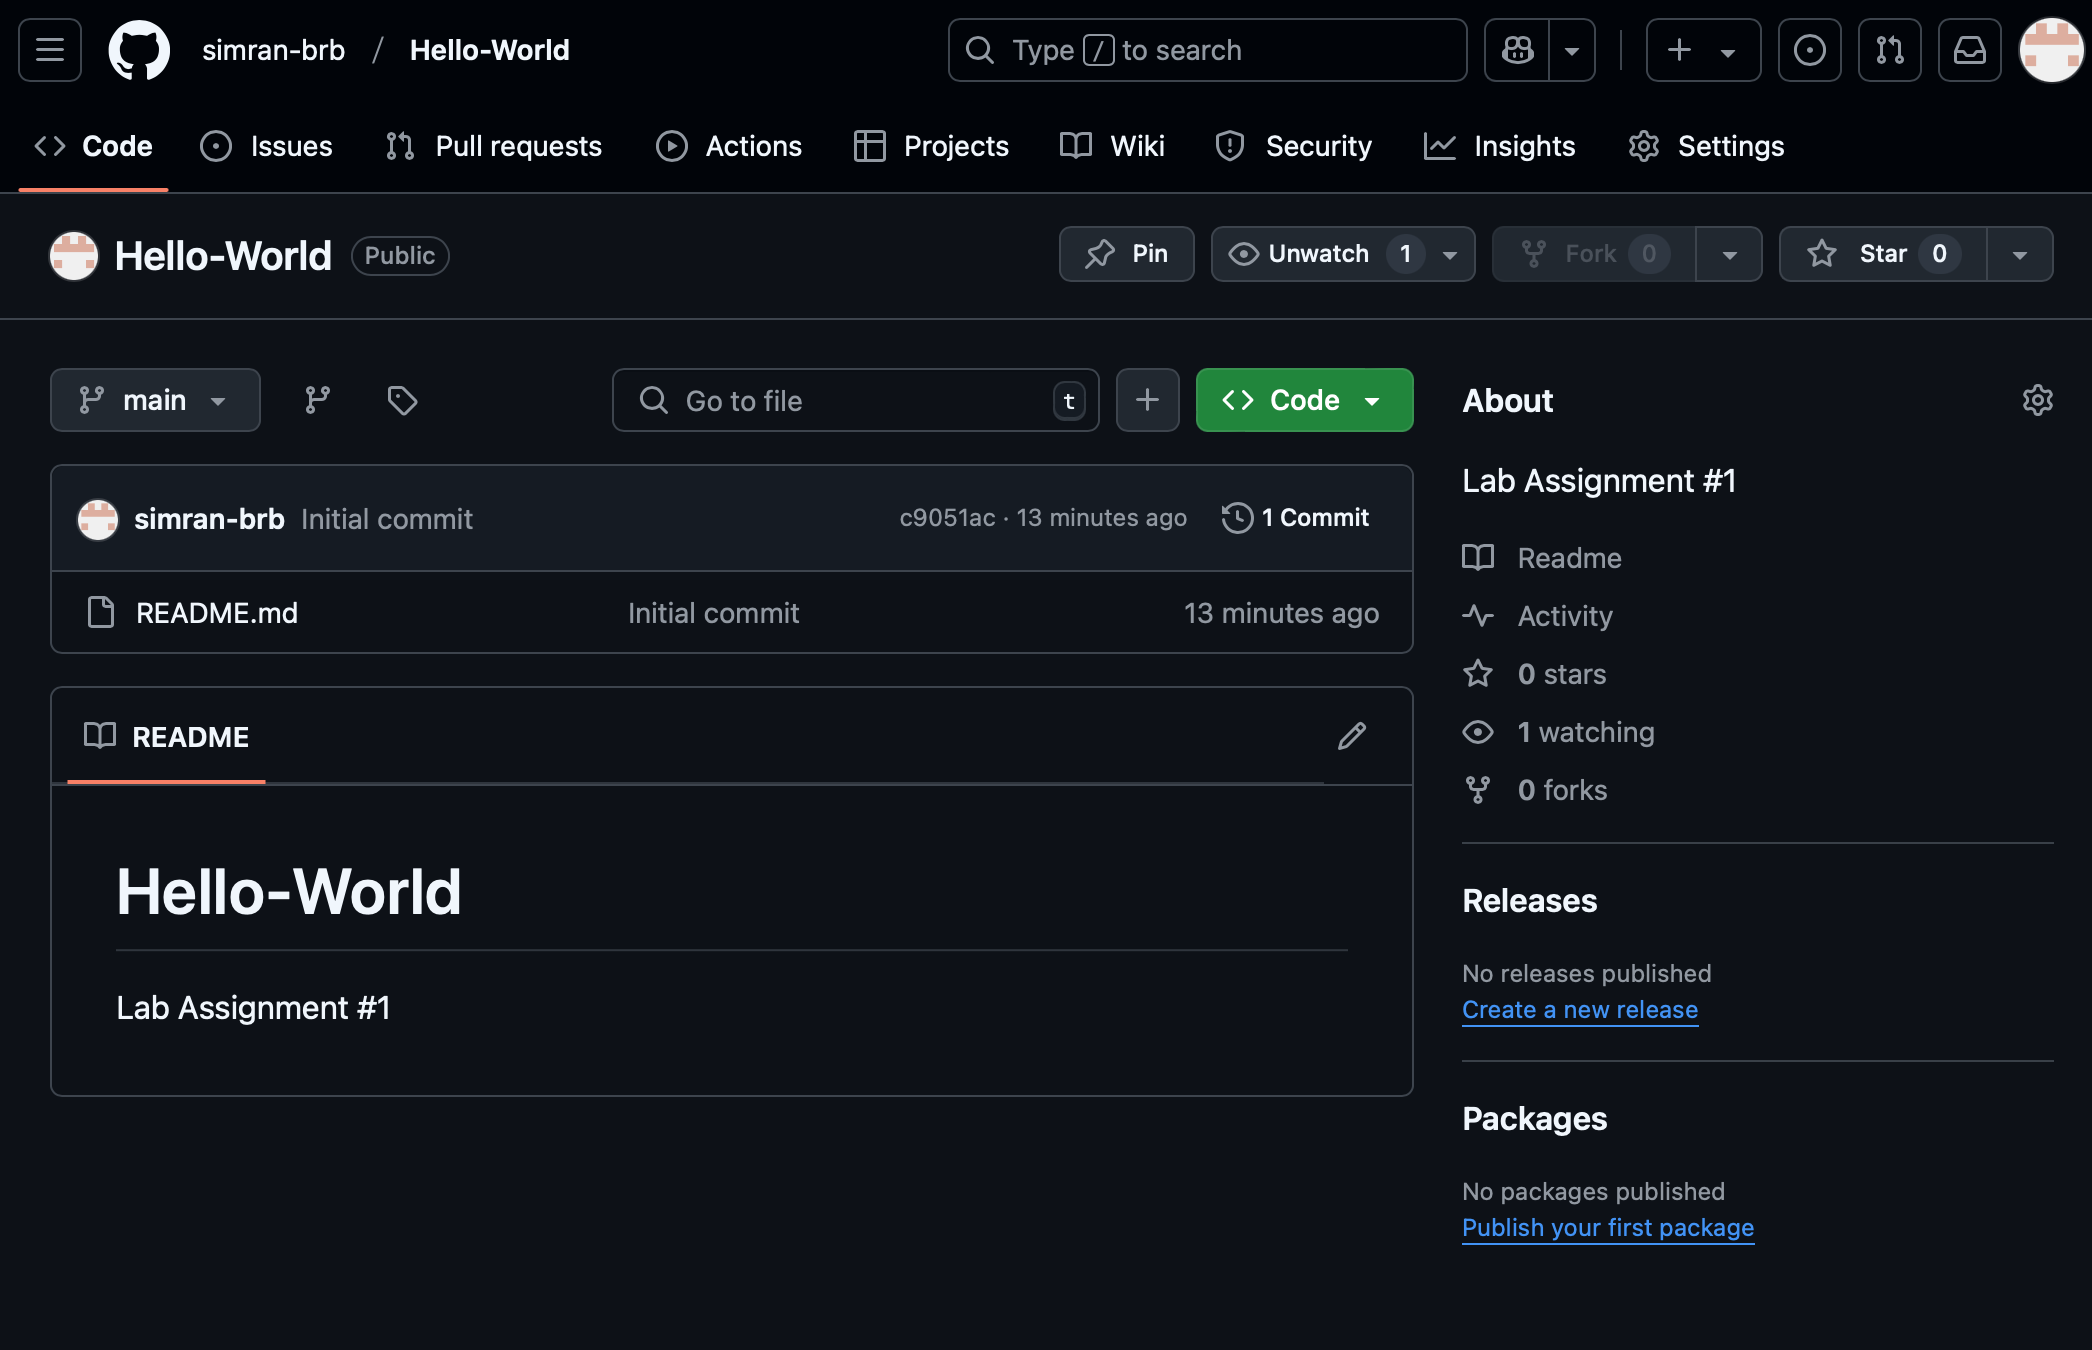 simran-brb / Hello-World
Type / to search
Code Issues Pull requests Actions Projects Wiki Security Insights Settings
Hello-World Public
Pin Unwatch 1 Fork 0 Star 0
main Go to file t Code
simran-brb Initial commit c9051ac · 13 minutes ago 1 Commit
README.md Initial commit 13 minutes ago
README
Hello-World
Lab Assignment #1
About
Lab Assignment #1
Readme
Activity
0 stars
1 watching
0 forks
Releases
No releases published
Create a new release
Packages
No packages published
Publish your first package